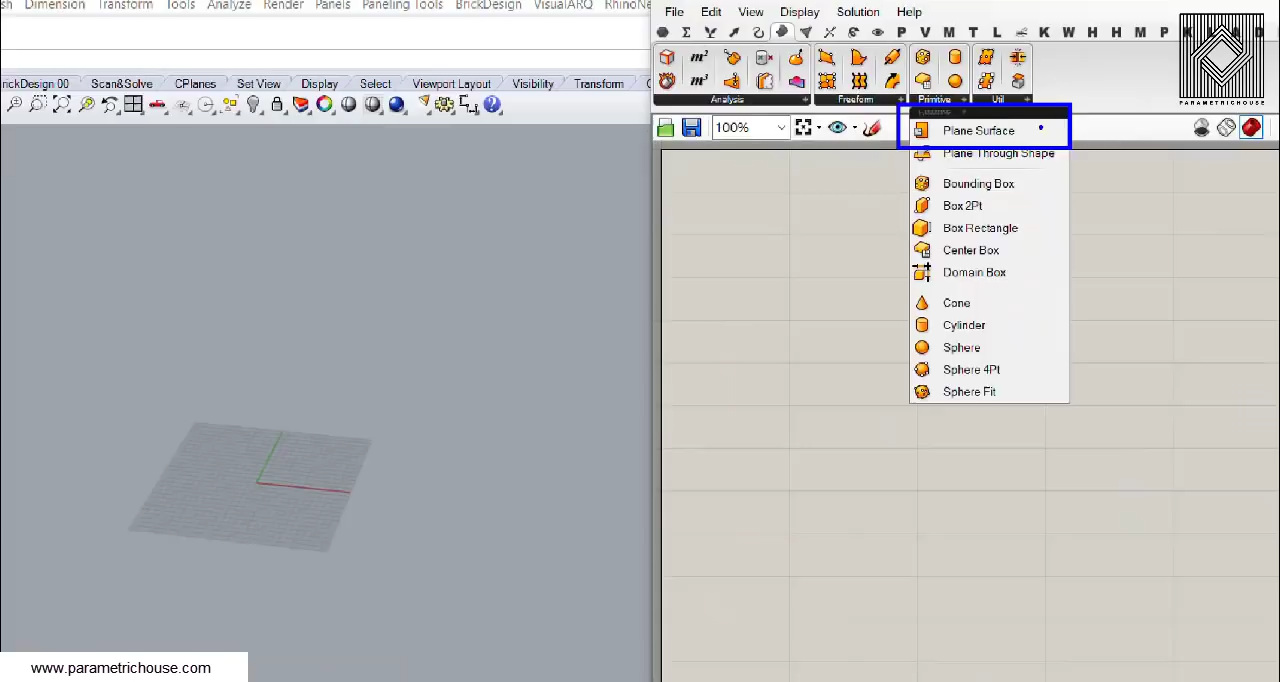 sh Dimension Transform Tools Analyze Render Panels Paneling Tools BrickDesign VisualARQ RhinoNe
File Edit View Display Solution Help
P V M T L K W H H M P K L A D
rickDesign 00 Scan&Solve CPlanes Set View Display Select Viewport Layout Visibility Transform C
m²
m³
Analysis + Freeform + Primitive + Util +
PARAMETRICHOUSE
100%
Plane Surface
Plane Through Shape
Bounding Box
Box 2Pt
Box Rectangle
Center Box
Domain Box
Cone
Cylinder
Sphere
Sphere 4Pt
Sphere Fit
www.parametrichouse.com